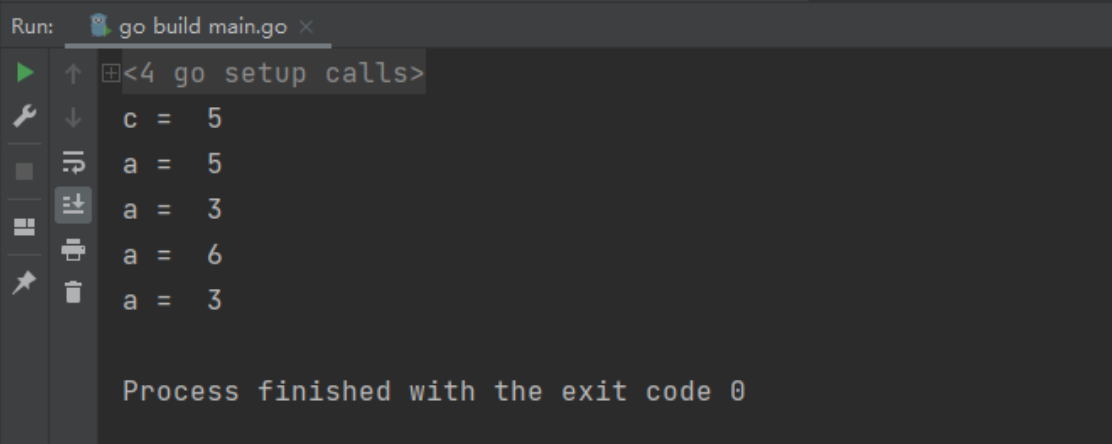 Run: go build main.go
<4 go setup calls>
c =  5
a =  5
a =  3
a =  6
a =  3
Process finished with the exit code 0